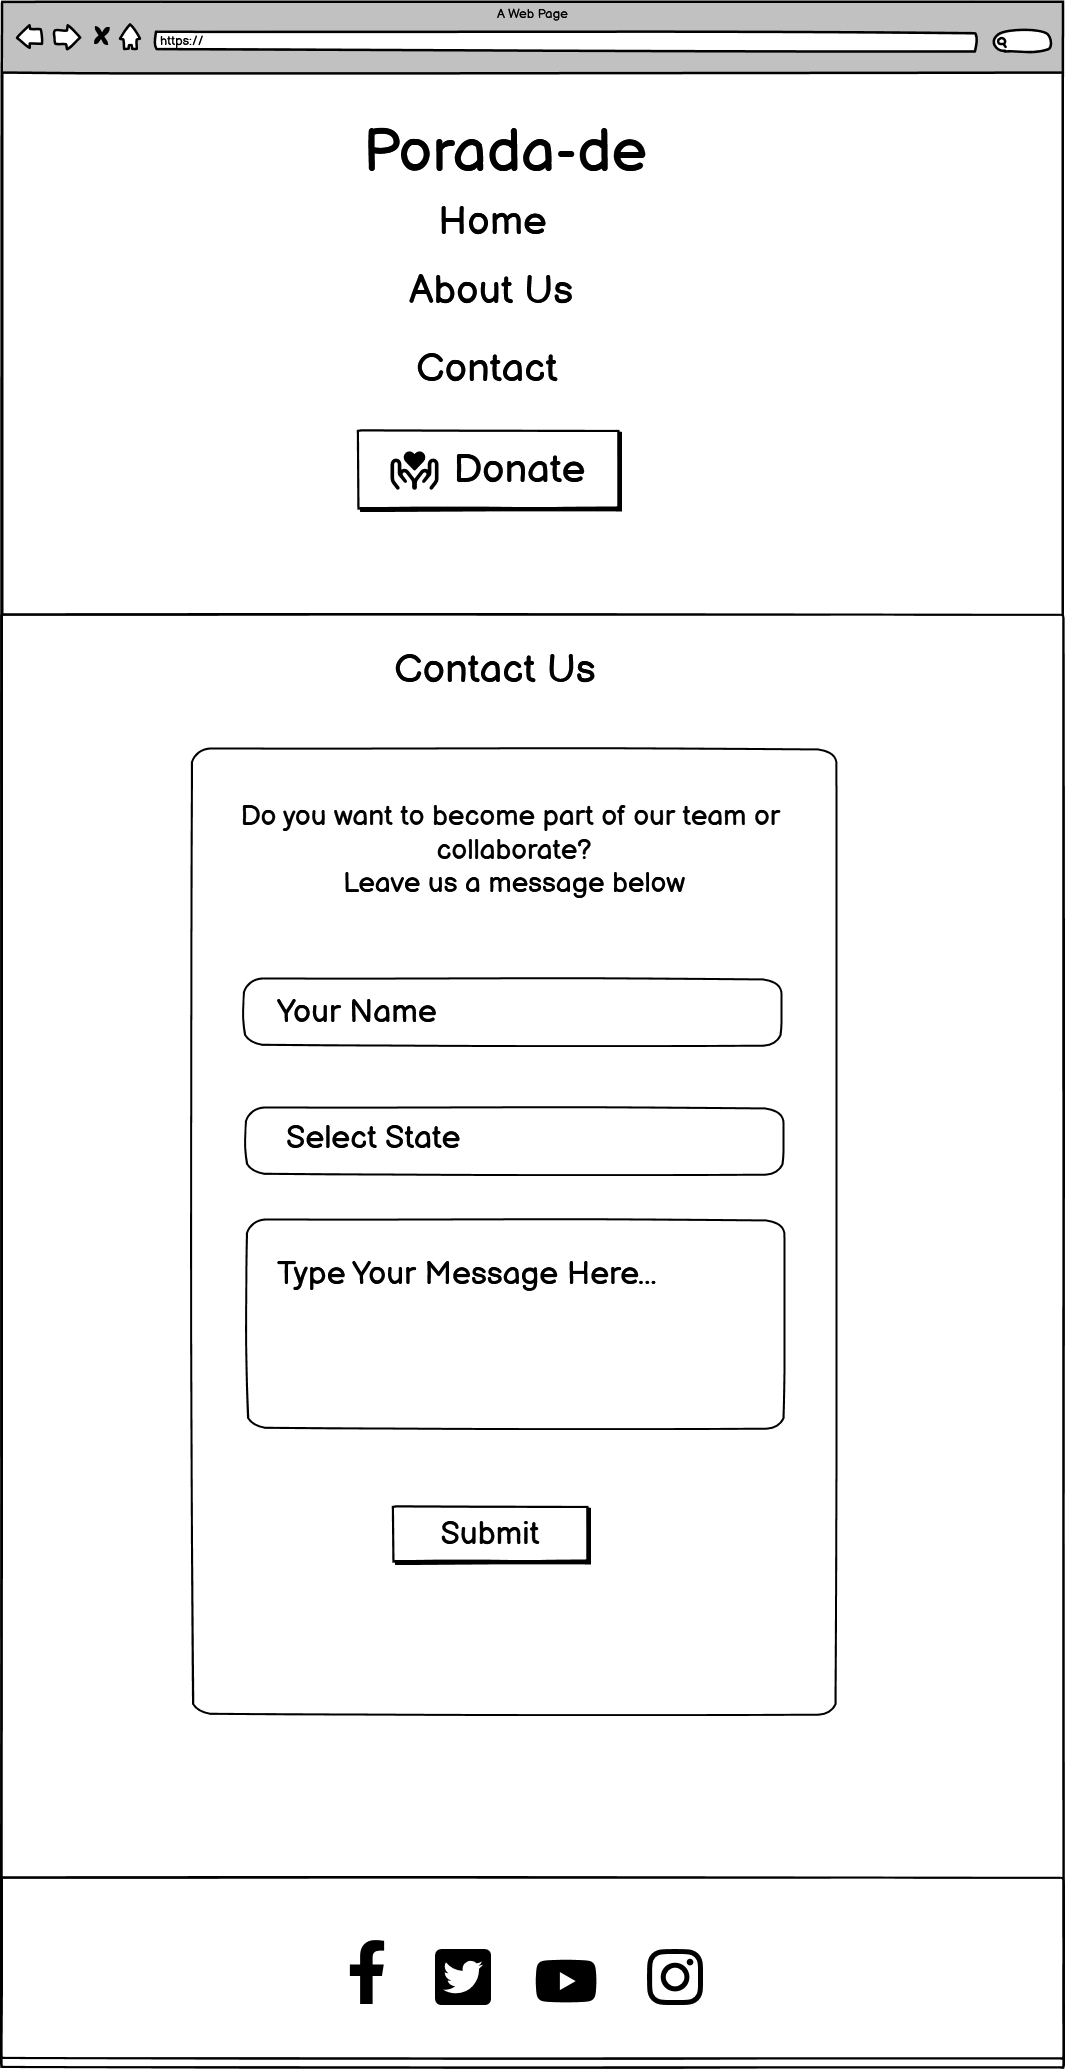 A Web Page
https://
Porada-de
Home
About Us
Contact
Donate
Contact Us
Do you want to become part of our team or
collaborate?
Leave us a message below
Your Name
Select State
Type Your Message Here...
Submit